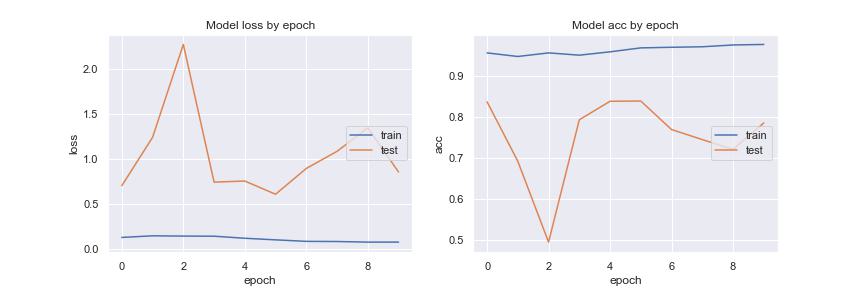 Model loss by epoch
2.0
1.5
1.0
0.5
0.0
loss
0 2 4 6 8
epoch
train
test
Model acc by epoch
0.9
0.8
0.7
0.6
0.5
acc
0 2 4 6 8
epoch
train
test